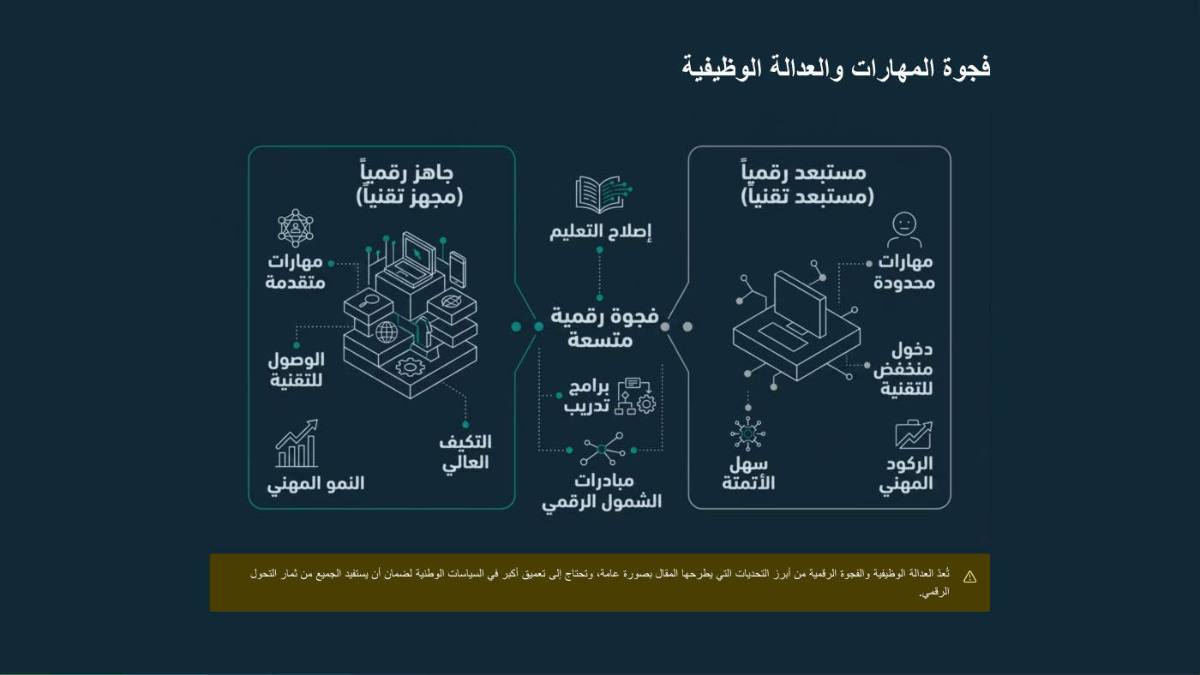 فجوة المهارات والعدالة الوظيفية
مستبعد رقمياً
(مستبعد تقنياً)
مهارات
محدودة
دخول
منخفض
للتقنية
الركود
المهني
سهل
الأتمتة
إصلاح التعليم
فجوة رقمية
متسعة
برامج
تدريب
مبادرات
الشمول الرقمي
جاهز رقمياً
(مجهز تقنياً)
مهارات
متقدمة
الوصول
للتقنية
التكيف
العالي
النمو المهني
تُعدّ العدالة الوظيفية والفجوة الرقمية من أبرز التحديات التي يطرحها المقال بصورة عامة، وتحتاج إلى تعميق أكبر في السياسات الوطنية لضمان أن يستفيد الجميع من ثمار التحول
الرقمي.